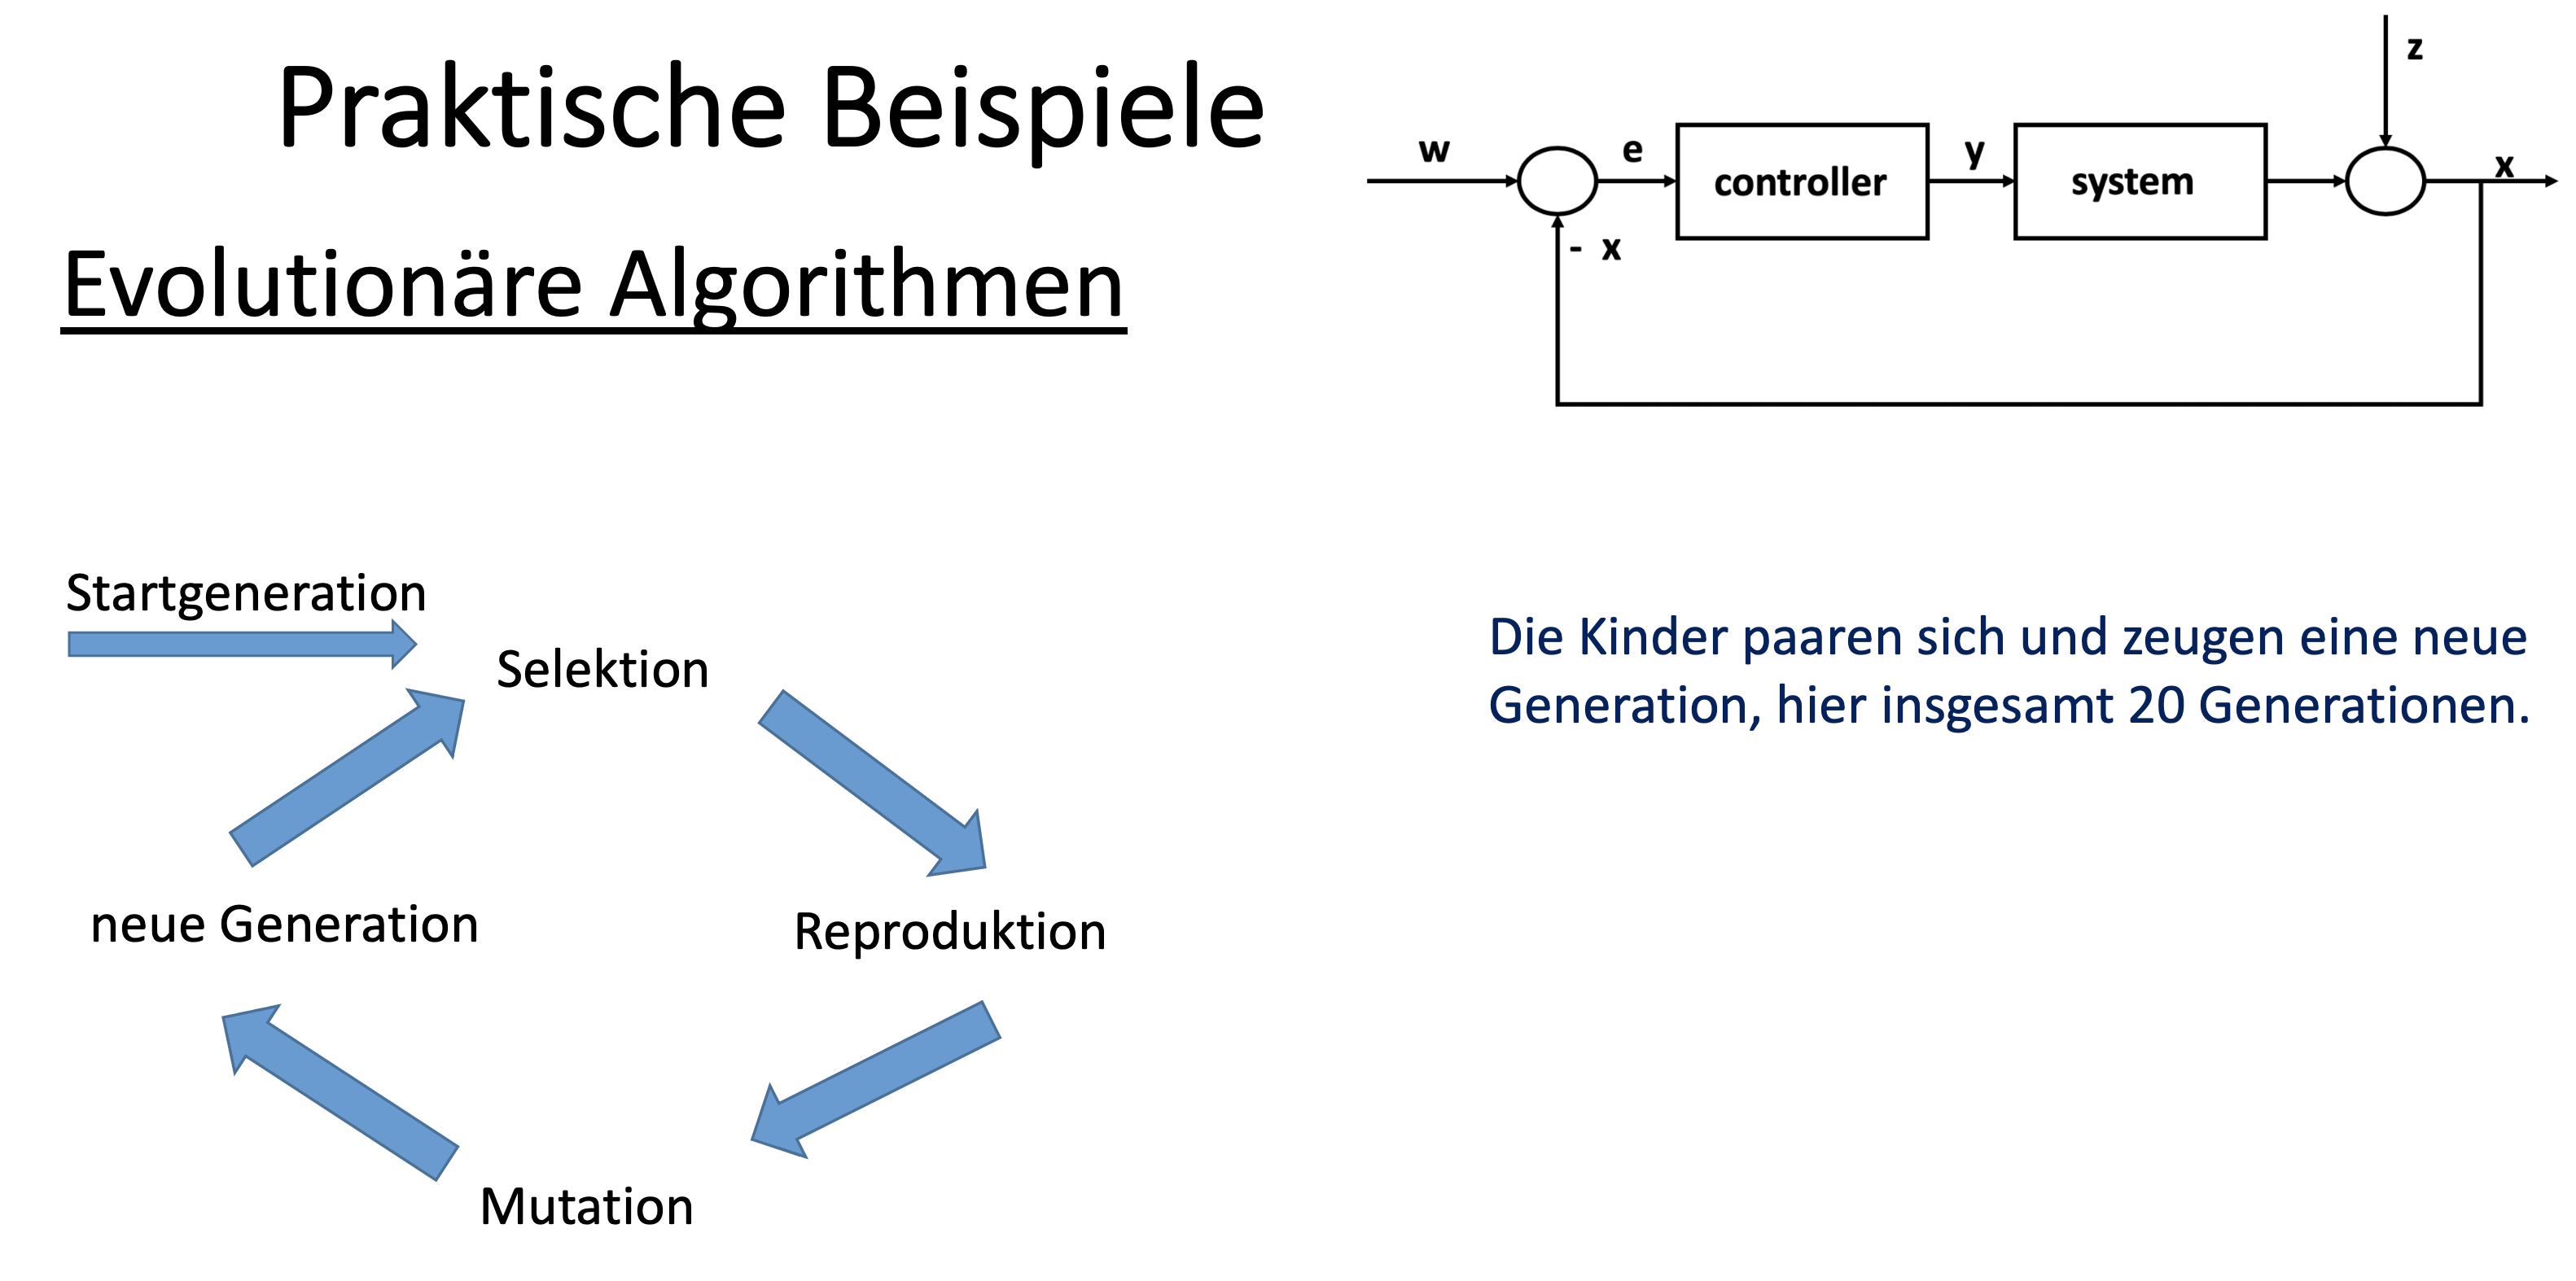 Praktische Beispiele
Evolutionäre Algorithmen
z
w
e
controller
y
system
x
- x
Startgeneration
Selektion
Die Kinder paaren sich und zeugen eine neue
Generation, hier insgesamt 20 Generationen.
neue Generation
Reproduktion
Mutation